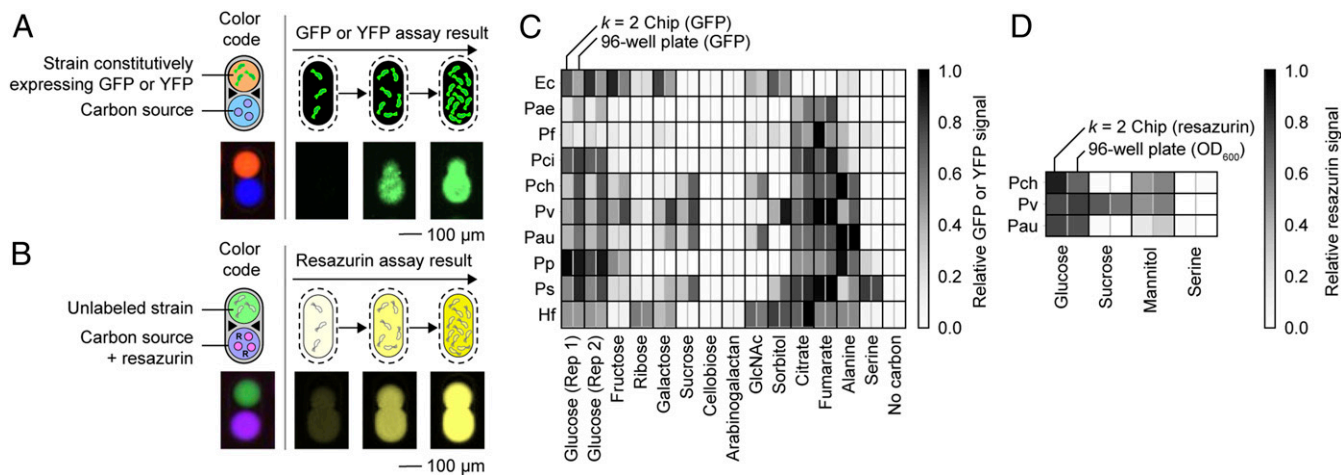 A
Color
code
GFP or YFP assay result
Strain constitutively
expressing GFP or YFP
Carbon source
100 µm
B
Color
code
Resazurin assay result
Unlabeled strain
Carbon source
+ resazurin
R
R
R
100 µm
C
k = 2 Chip (GFP)
96-well plate (GFP)
Ec
Pae
Pf
Pci
Pch
Pv
Pau
Pp
Ps
Hf
Glucose (Rep 1)
Glucose (Rep 2)
Fructose
Ribose
Galactose
Sucrose
Cellobiose
Arabinogalactan
GlcNAc
Sorbitol
Citrate
Fumarate
Alanine
Serine
No carbon
1.0
0.8
0.6
0.4
0.2
0.0
Relative GFP or YFP signal
D
k = 2 Chip (resazurin)
96-well plate (OD600)
Pch
Pv
Pau
Glucose
Sucrose
Mannitol
Serine
1.0
0.8
0.6
0.4
0.2
0.0
Relative resazurin signal